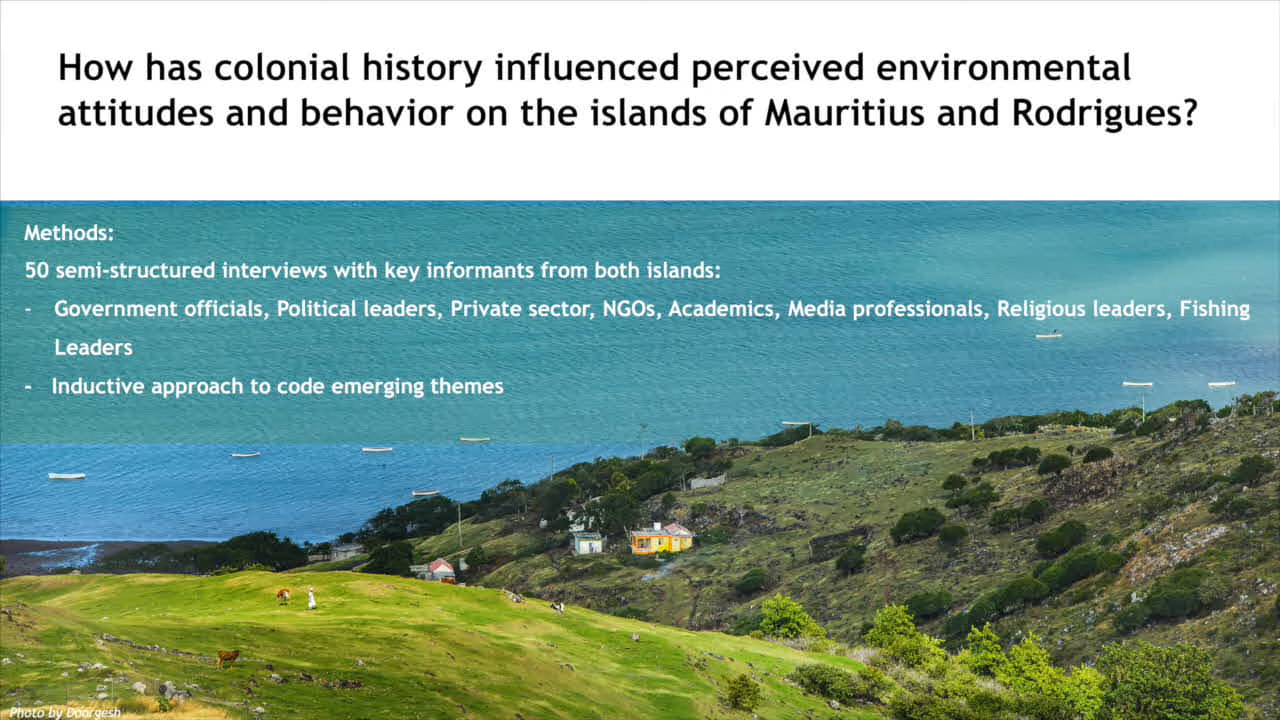 How has colonial history influenced perceived environmental
attitudes and behavior on the islands of Mauritius and Rodrigues?
Methods:
50 semi-structured interviews with key informants from both islands:
- Government officials, Political leaders, Private sector, NGOs, Academics, Media professionals, Religious leaders, Fishing
Leaders
- Inductive approach to code emerging themes
Photo by Doorgesh